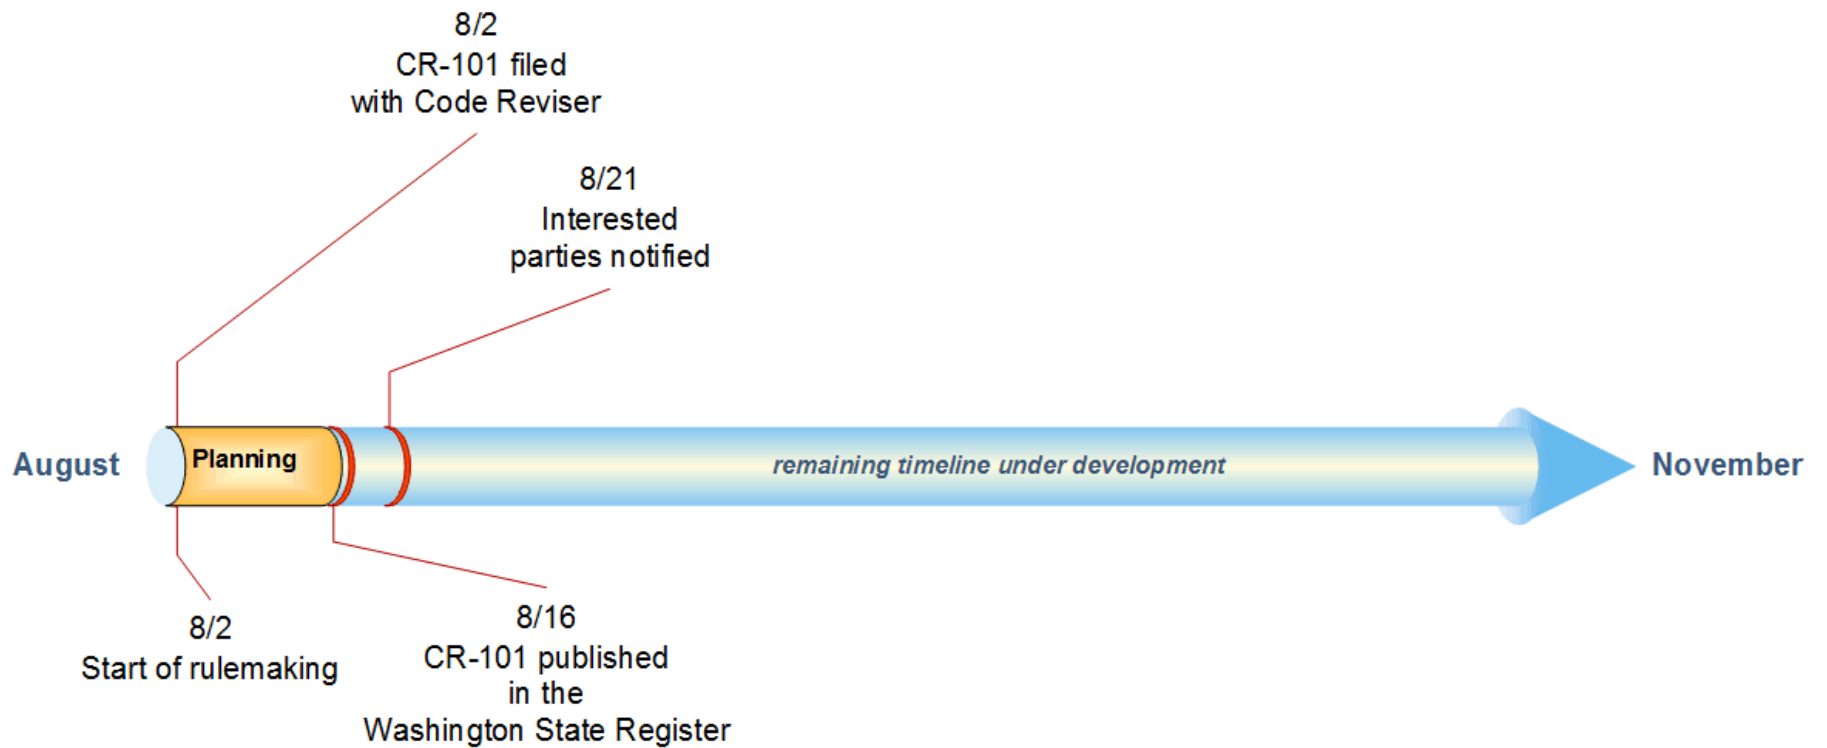 8/2
CR-101 filed
with Code Reviser
8/21
Interested
parties notified
August
Planning
remaining timeline under development
November
8/2
Start of rulemaking
8/16
CR-101 published
in the
Washington State Register